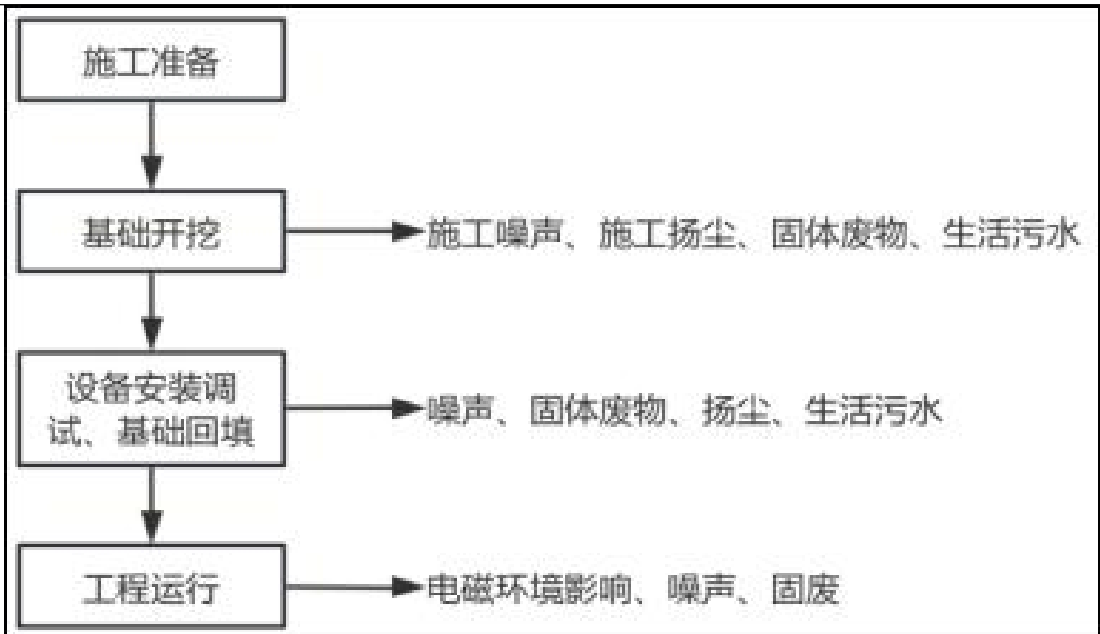 施工准备
基础开挖
施工噪声、施工扬尘、固体废物、生活污水
设备安装调
试、基础回填
噪声、固体废物、扬尘、生活污水
工程运行
电磁环境影响、噪声、固废